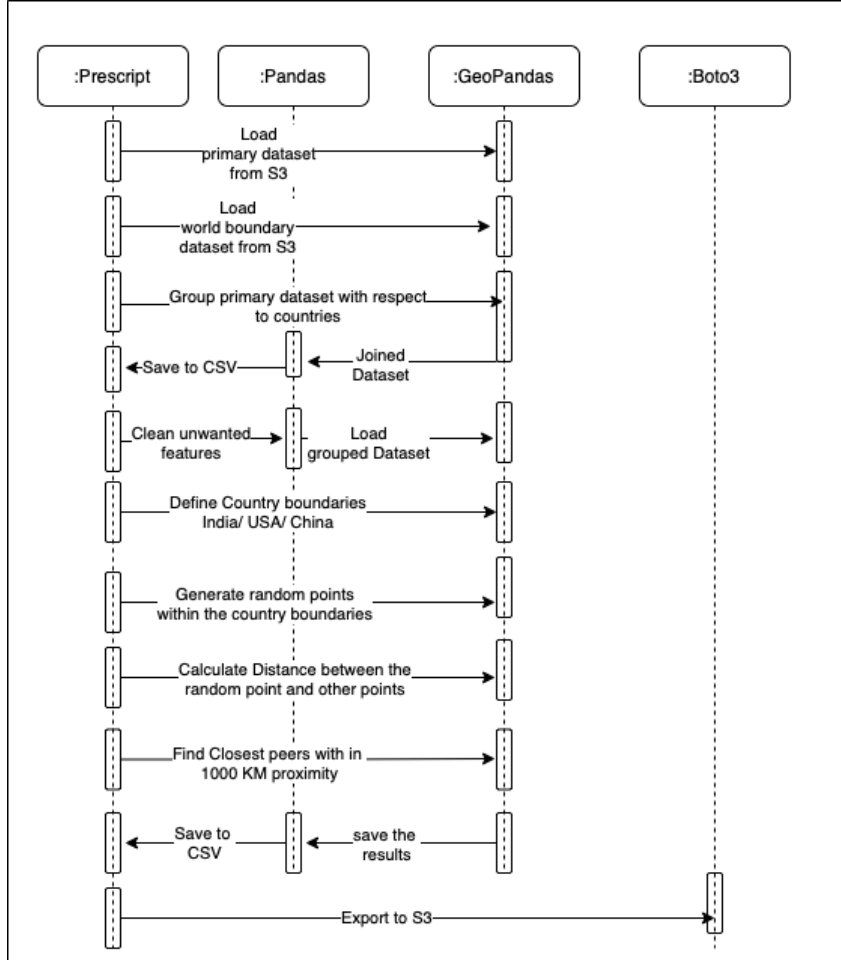 :Prescript
:Pandas
:GeoPandas
:Boto3
Load
primary dataset
from S3
Load
world boundary
dataset from S3
Group primary dataset with respect
to countries
Joined
Dataset
Save to CSV
Clean unwanted
features
Load
grouped Dataset
Define Country boundaries
India/ USA/ China
Generate random points
within the country boundaries
Calculate Distance between the
random point and other points
Find Closest peers with in
1000 KM proximity
Save to
CSV
save the
results
Export to S3